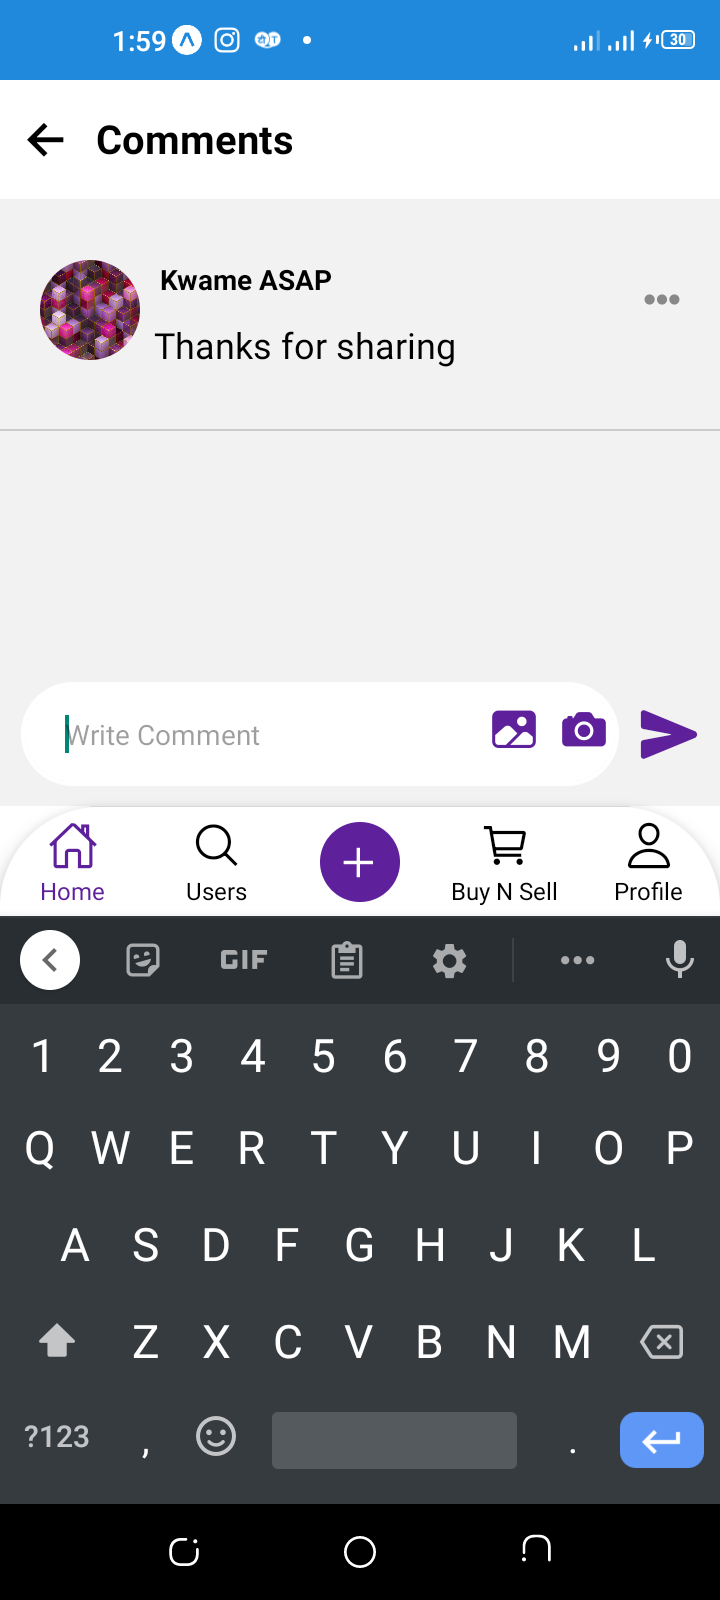 1:59
30
Comments
Kwame ASAP
Thanks for sharing
Write Comment
Home Users Buy N Sell Profile
GIF
1 2 3 4 5 6 7 8 9 0
Q W E R T Y U I O P
A S D F G H J K L
Z X C V B N M
?123 , .